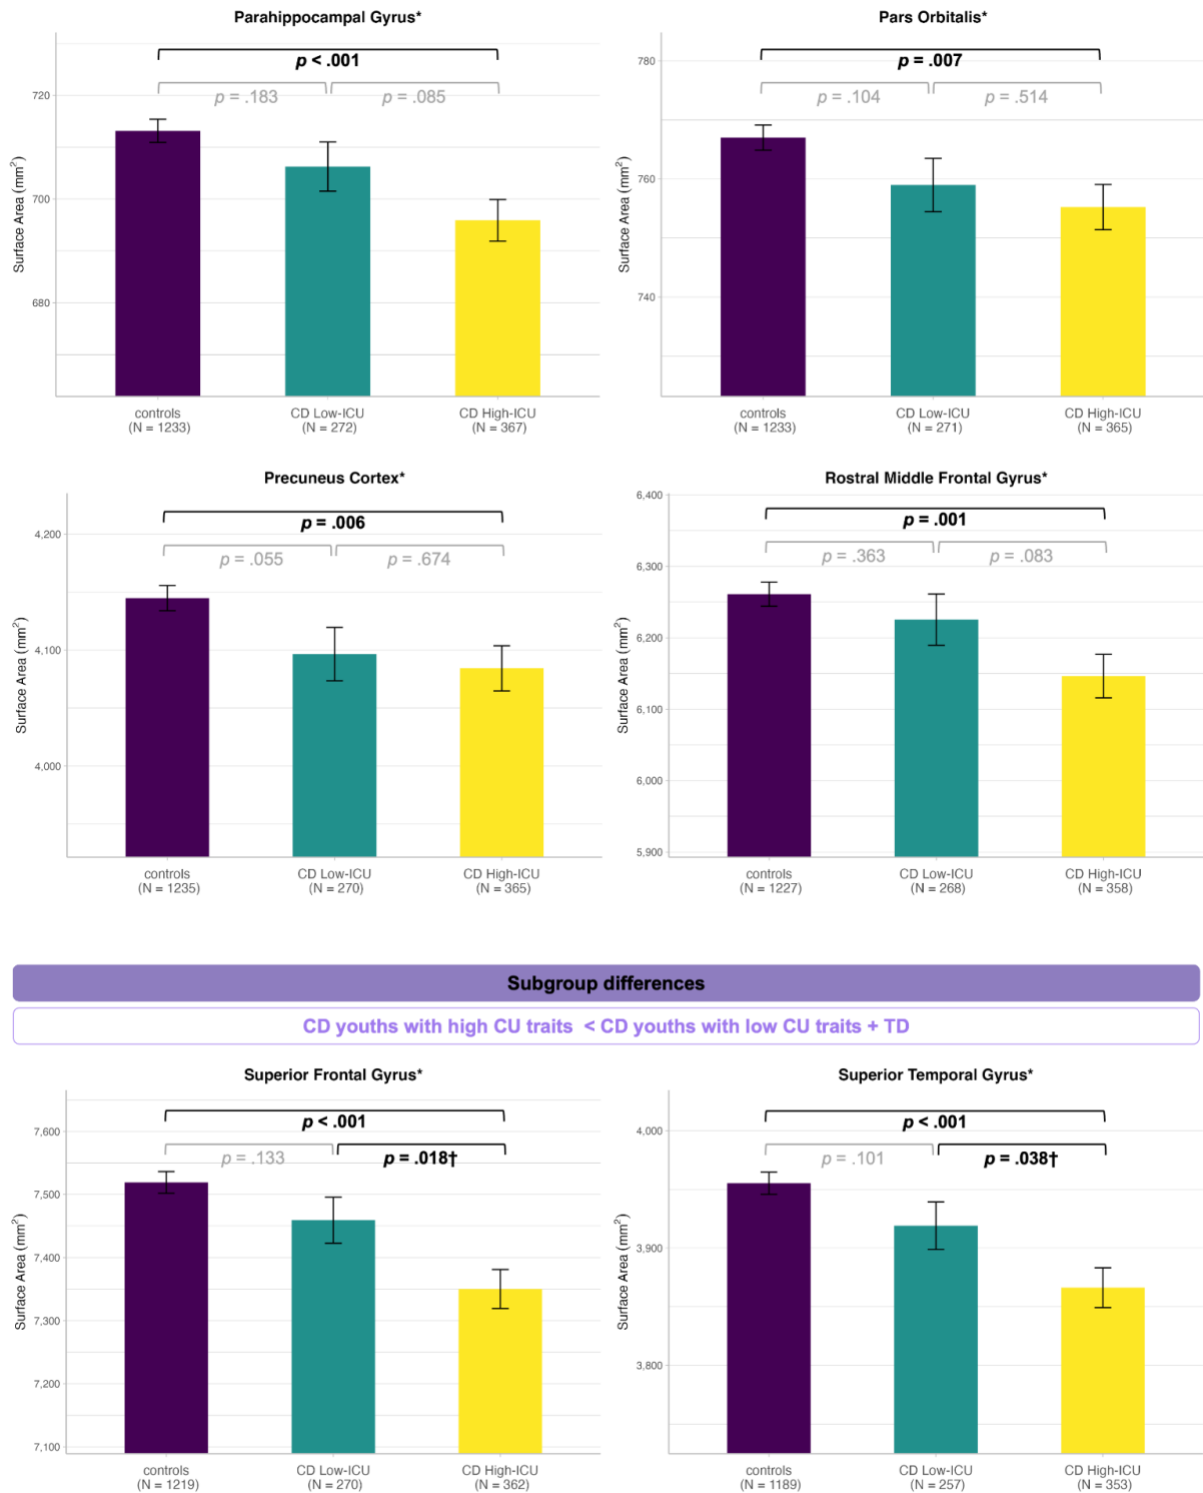 Parahippocampal Gyrus*
p < .001
p = .183
p = .085
Surface Area (mm²)
720
700
680
controls
(N = 1233)
CD Low-ICU
(N = 272)
CD High-ICU
(N = 367)
Pars Orbitalis*
p = .007
p = .104
p = .514
Surface Area (mm²)
780
760
740
controls
(N = 1233)
CD Low-ICU
(N = 271)
CD High-ICU
(N = 365)
Precuneus Cortex*
p = .006
p = .055
p = .674
Surface Area (mm²)
4,200
4,100
4,000
controls
(N = 1235)
CD Low-ICU
(N = 270)
CD High-ICU
(N = 365)
Rostral Middle Frontal Gyrus*
p = .001
p = .363
p = .083
Surface Area (mm²)
6,400
6,300
6,200
6,100
6,000
5,900
controls
(N = 1227)
CD Low-ICU
(N = 268)
CD High-ICU
(N = 358)
Subgroup differences
CD youths with high CU traits < CD youths with low CU traits + TD
Superior Frontal Gyrus*
p < .001
p = .133
p = .018†
Surface Area (mm²)
7,600
7,500
7,400
7,300
7,200
7,100
controls
(N = 1219)
CD Low-ICU
(N = 270)
CD High-ICU
(N = 362)
Superior Temporal Gyrus*
p < .001
p = .101
p = .038†
Surface Area (mm²)
4,000
3,900
3,800
controls
(N = 1189)
CD Low-ICU
(N = 257)
CD High-ICU
(N = 353)